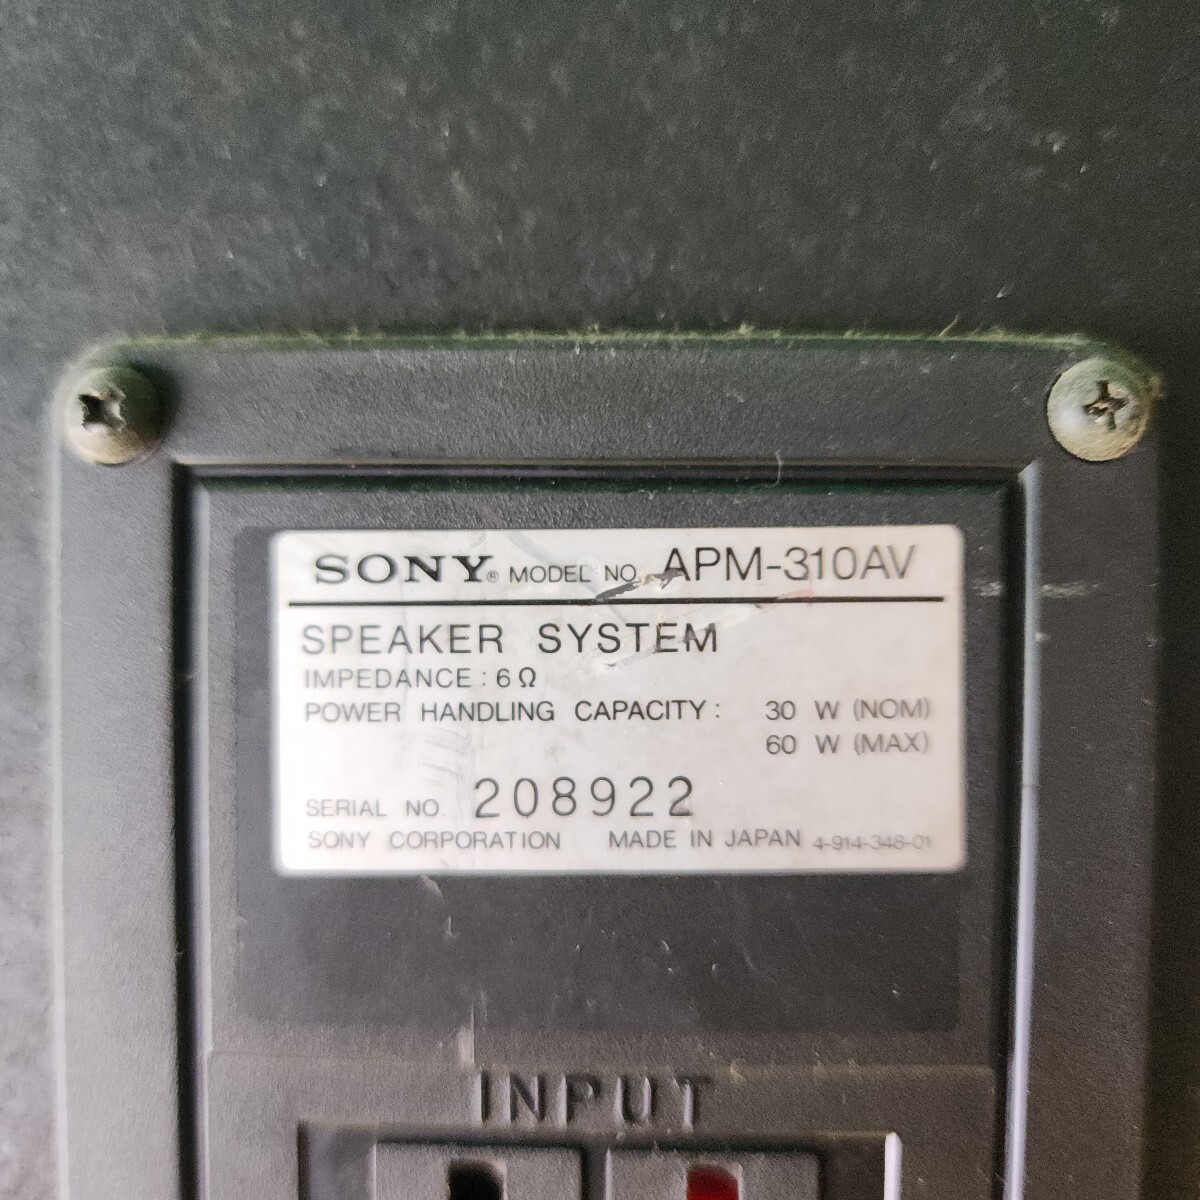 SONY® MODEL NO. APM-310AV
SPEAKER SYSTEM
IMPEDANCE : 6 Ω
POWER HANDLING CAPACITY : 30 W (NOM)
60 W (MAX)
SERIAL NO. 208922
SONY CORPORATION MADE IN JAPAN 4-914-348-01
INPUT